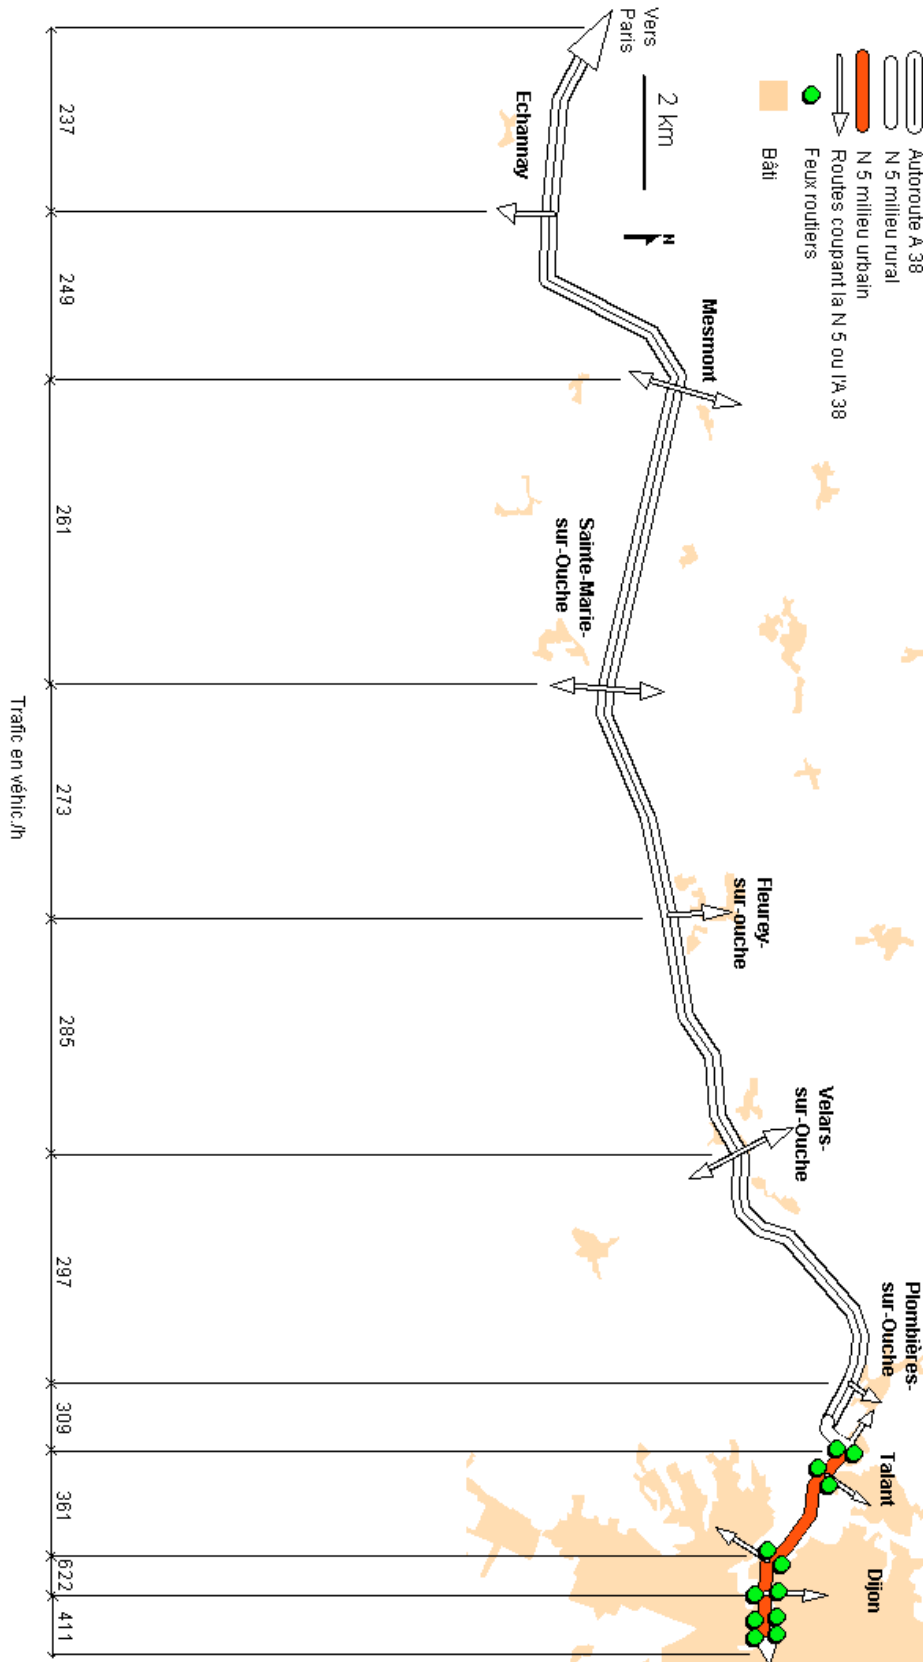 Autoroute A 38
N 5 milieu rural
N 5 milieu urbain
Routes coupant la N 5 ou l'A 38
Feux routiers
Bâti
2 km
N
Vers
Paris
Echannay
Mesmont
Sainte-Marie-
sur-Ouche
Fleurey-
sur-ouche
Velars-
sur-Ouche
Plombières-
sur-Ouche
Talant
Dijon
237
249
261
273
285
297
309
361
622
411
Trafic en véhic./h